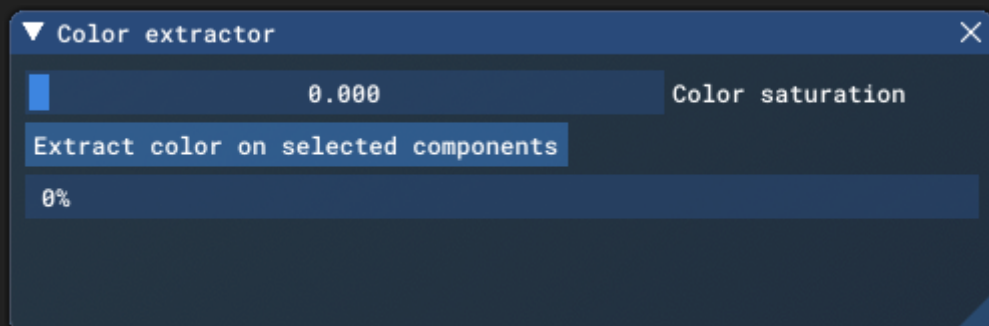 Color extractor
0.000 Color saturation
Extract color on selected components
0%